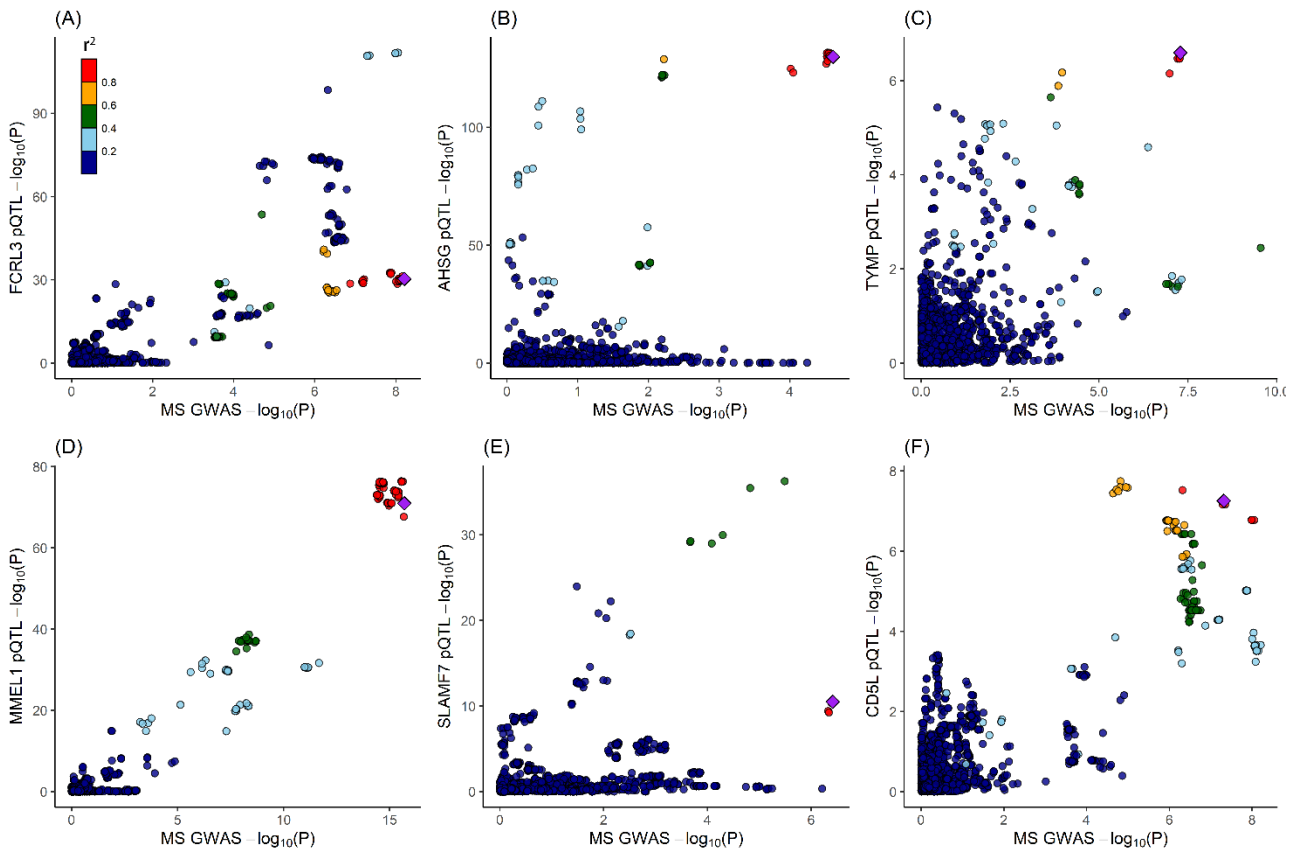 (A)
r²
0.8
0.6
0.4
0.2
FCRL3 pQTL −log10(P)
90
60
30
0
0 2 4 6 8
MS GWAS −log10(P)
(B)
AHSG pQTL −log10(P)
100
50
0
0 1 2 3 4
MS GWAS −log10(P)
(C)
TYMP pQTL −log10(P)
6
4
2
0
0.0 2.5 5.0 7.5 10.0
MS GWAS −log10(P)
(D)
MMEL1 pQTL −log10(P)
80
60
40
20
0
0 5 10 15
MS GWAS −log10(P)
(E)
SLAMF7 pQTL −log10(P)
30
20
10
0
0 2 4 6
MS GWAS −log10(P)
(F)
CD5L pQTL −log10(P)
8
6
4
2
0
0 2 4 6 8
MS GWAS −log10(P)